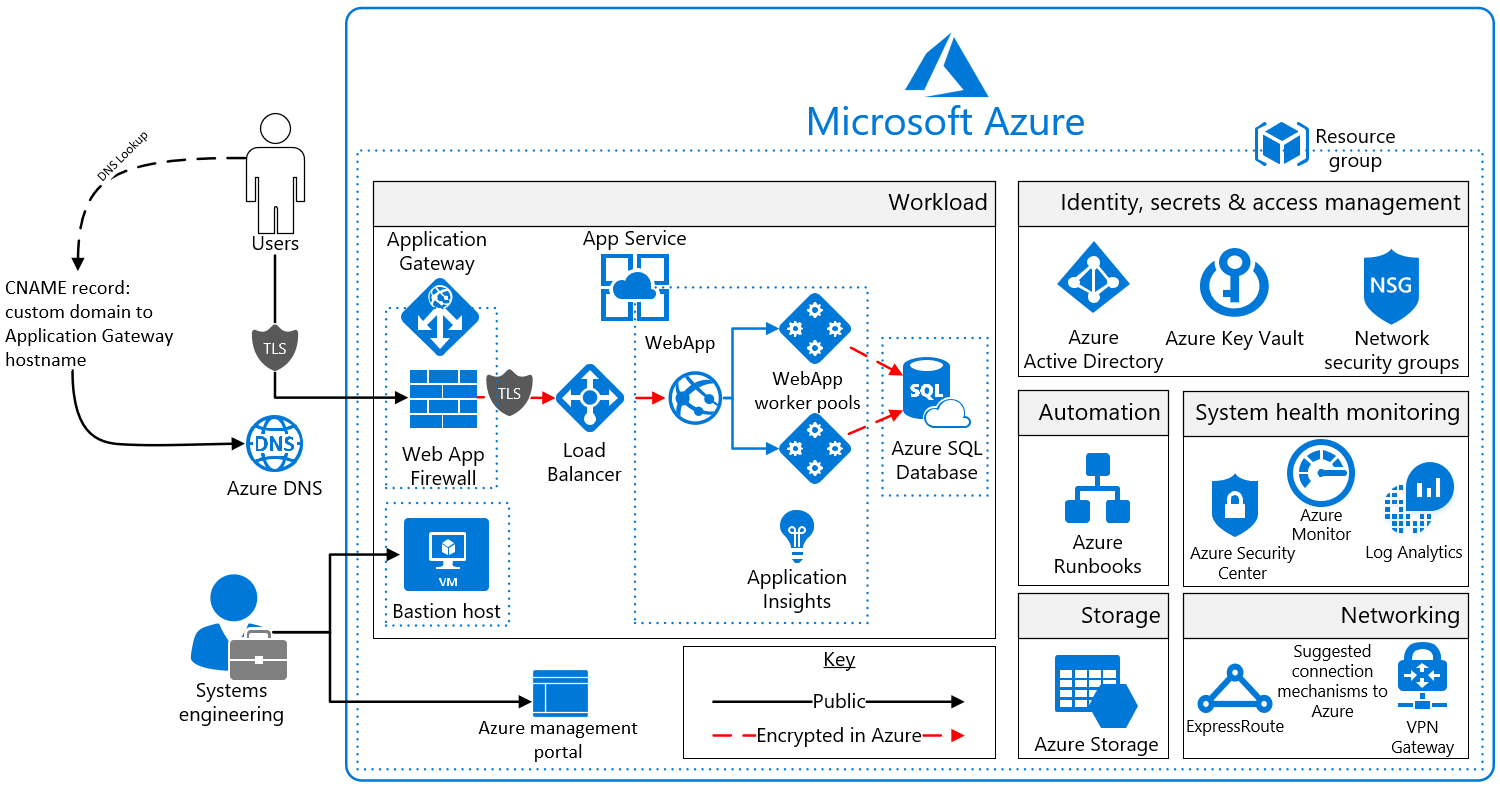 Microsoft Azure
Resource
group
DNS Lookup
Users
CNAME record:
custom domain to
Application Gateway
hostname
TLS
DNS
Azure DNS
Systems
engineering
Workload
Application
Gateway
Web App
Firewall
TLS
Load
Balancer
App Service
WebApp
WebApp
worker pools
SQL
Azure SQL
Database
Application
Insights
VM
Bastion host
Azure management
portal
Key
Public
Encrypted in Azure
Identity, secrets & access management
Azure
Active Directory
Azure Key Vault
NSG
Network
security groups
Automation
Azure
Runbooks
System health monitoring
Azure Security
Center
Azure
Monitor
Log Analytics
Storage
Azure Storage
Networking
ExpressRoute
Suggested
connection
mechanisms to
Azure
VPN
Gateway